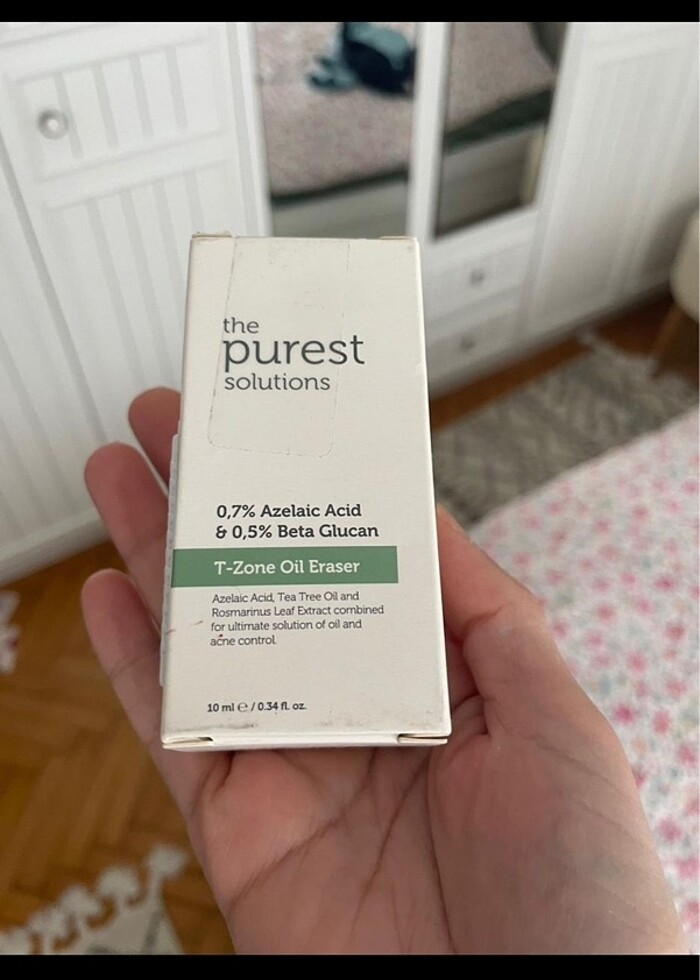 the
purest
solutions
0,7% Azelaic Acid
& 0,5% Beta Glucan
T-Zone Oil Eraser
Azelaic Acid, Tea Tree Oil and
Rosmarinus Leaf Extract combined
for ultimate solution of oil and
acne control.
10 ml ℮ / 0.34 fl. oz.